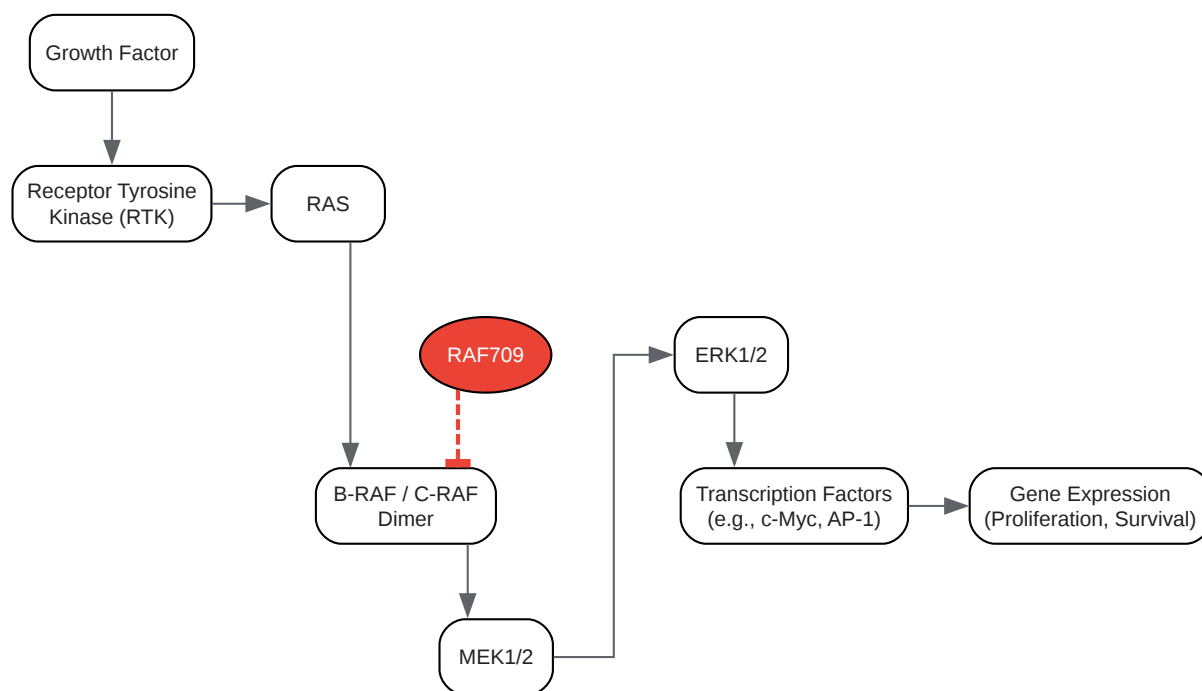 Growth Factor
Receptor Tyrosine
Kinase (RTK)
RAS
RAF709
B-RAF / C-RAF
Dimer
MEK1/2
ERK1/2
Transcription Factors
(e.g., c-Myc, AP-1)
Gene Expression
(Proliferation, Survival)